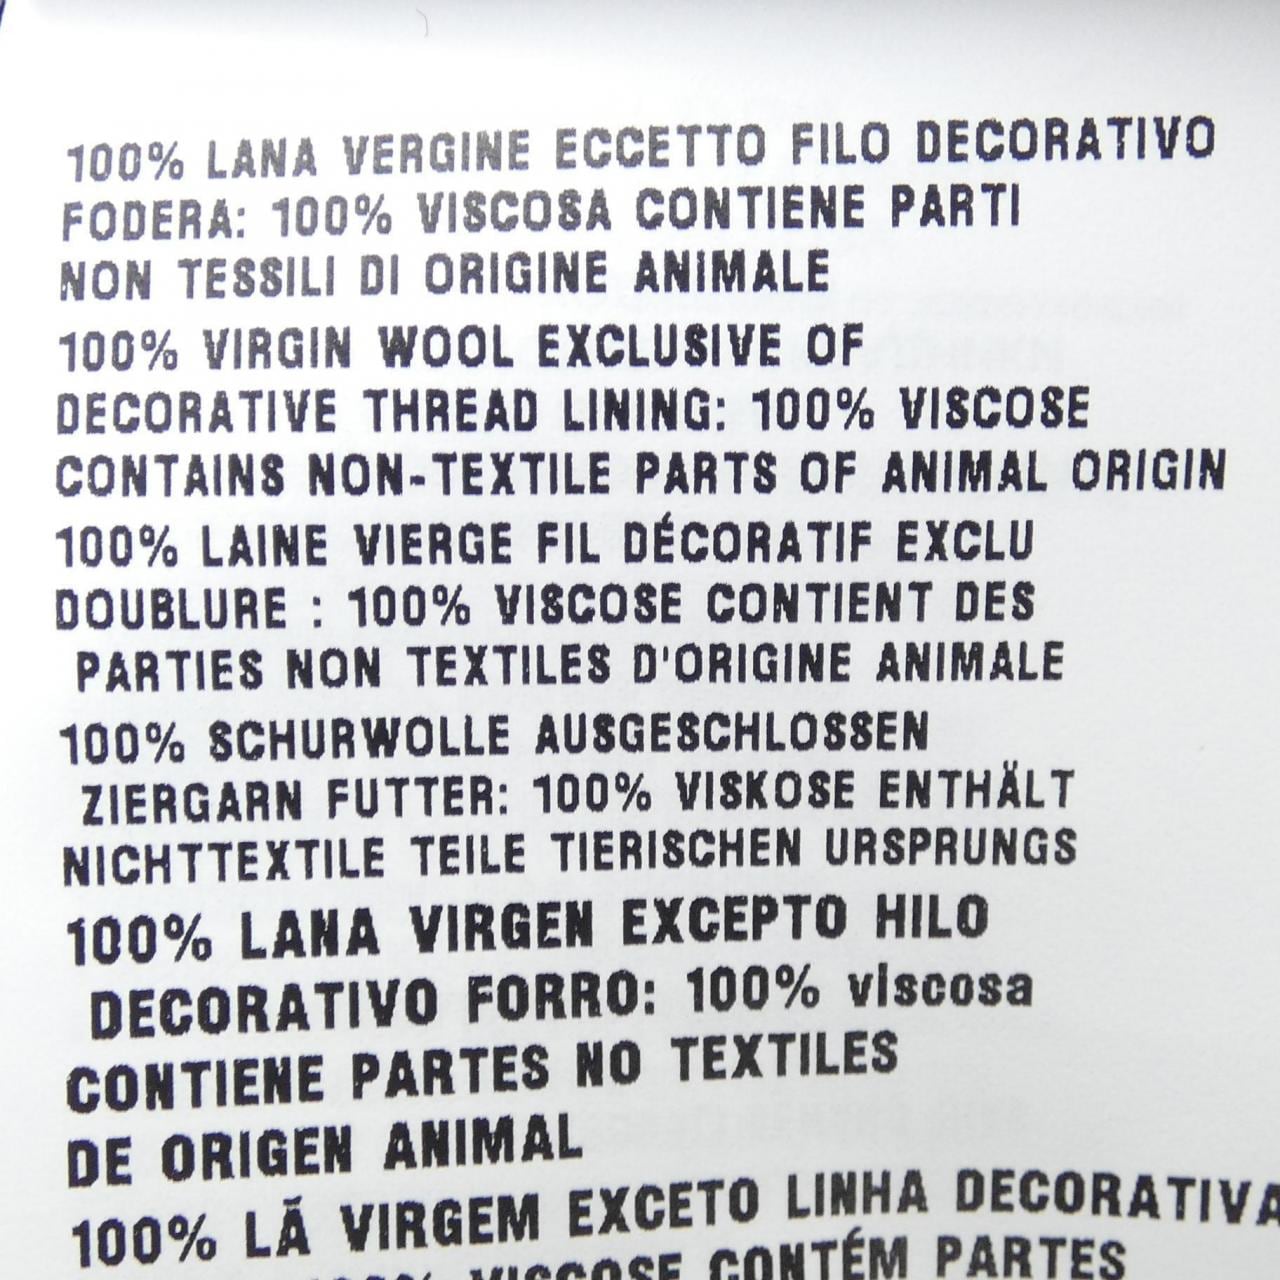 100% LANA VERGINE ECCETTO FILO DECORATIVO
FODERA: 100% VISCOSA CONTIENE PARTI
NON TESSILI DI ORIGINE ANIMALE
100% VIRGIN WOOL EXCLUSIVE OF
DECORATIVE THREAD LINING: 100% VISCOSE
CONTAINS NON-TEXTILE PARTS OF ANIMAL ORIGIN
100% LAINE VIERGE FIL DÉCORATIF EXCLU
DOUBLURE : 100% VISCOSE CONTIENT DES
PARTIES NON TEXTILES D'ORIGINE ANIMALE
100% SCHURWOLLE AUSGESCHLOSSEN
ZIERGARN FUTTER: 100% VISKOSE ENTHÄLT
NICHTTEXTILE TEILE TIERISCHEN URSPRUNGS
100% LANA VIRGEN EXCEPTO HILO
DECORATIVO FORRO: 100% viscosa
CONTIENE PARTES NO TEXTILES
DE ORIGEN ANIMAL
100% LÃ VIRGEM EXCETO LINHA DECORATIVA
100% VISCOSE CONTÉM PARTES